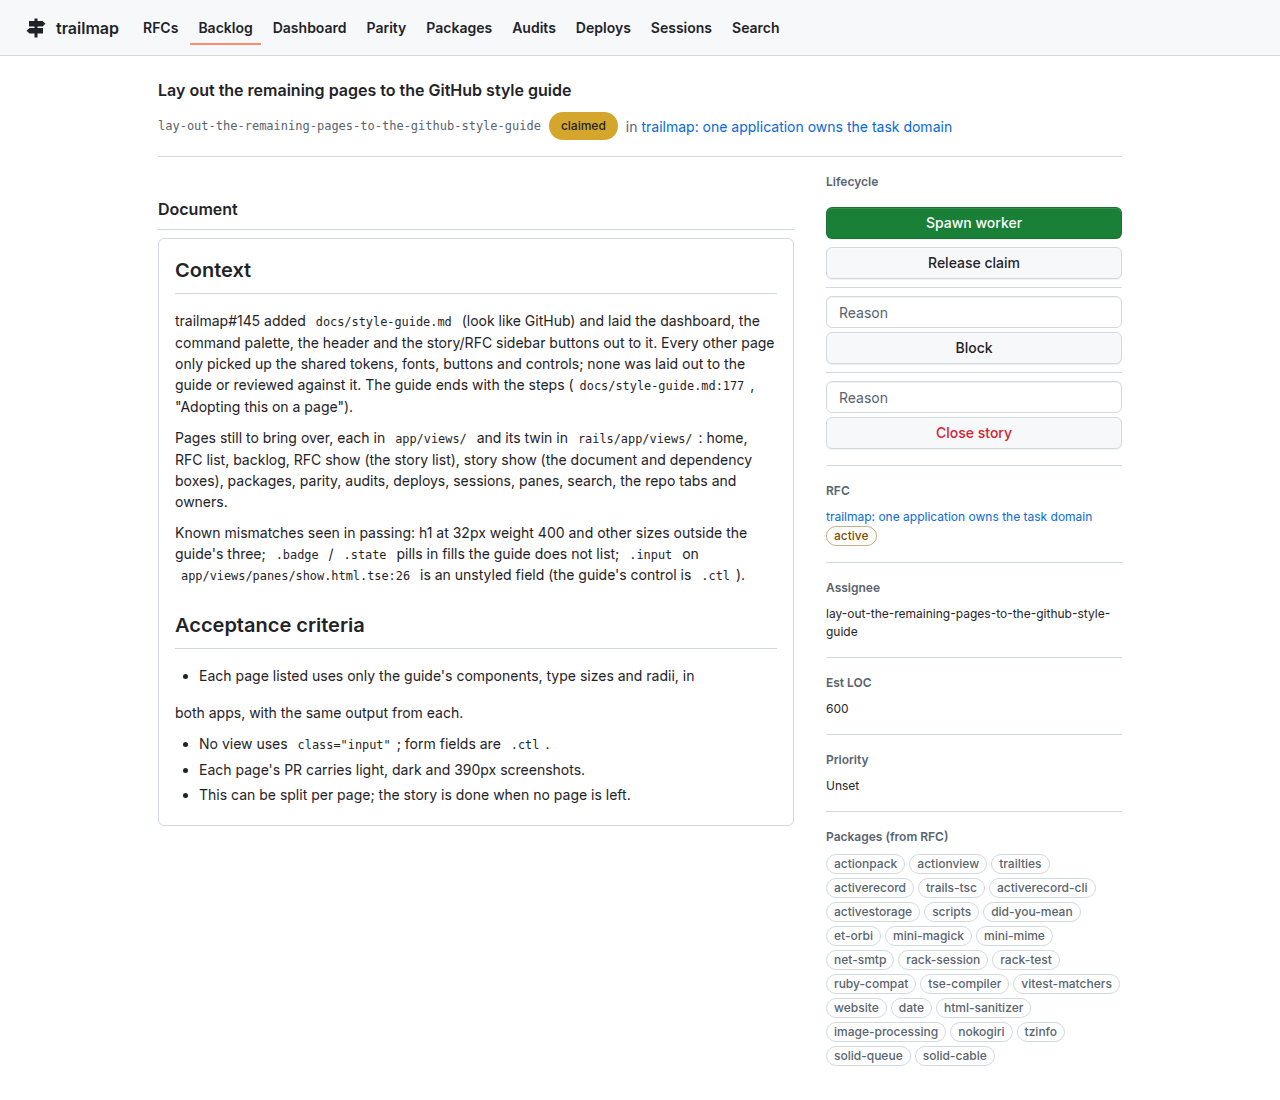 trailmap RFCs Backlog Dashboard Parity Packages Audits Deploys Sessions Search
Lay out the remaining pages to the GitHub style guide
lay-out-the-remaining-pages-to-the-github-style-guide claimed in trailmap: one application owns the task domain
Document
Context
trailmap#145 added docs/style-guide.md (look like GitHub) and laid the dashboard, the
command palette, the header and the story/RFC sidebar buttons out to it. Every other page
only picked up the shared tokens, fonts, buttons and controls; none was laid out to the
guide or reviewed against it. The guide ends with the steps ( docs/style-guide.md:177 ,
"Adopting this on a page").
Pages still to bring over, each in app/views/ and its twin in rails/app/views/ : home,
RFC list, backlog, RFC show (the story list), story show (the document and dependency
boxes), packages, parity, audits, deploys, sessions, panes, search, the repo tabs and
owners.
Known mismatches seen in passing: h1 at 32px weight 400 and other sizes outside the
guide's three; .badge / .state pills in fills the guide does not list; .input on
app/views/panes/show.html.tse:26 is an unstyled field (the guide's control is .ctl ).
Acceptance criteria
• Each page listed uses only the guide's components, type sizes and radii, in
both apps, with the same output from each.
• No view uses class="input" ; form fields are .ctl .
• Each page's PR carries light, dark and 390px screenshots.
• This can be split per page; the story is done when no page is left.
Lifecycle
Spawn worker
Release claim
Reason
Block
Reason
Close story
RFC
trailmap: one application owns the task domain
active
Assignee
lay-out-the-remaining-pages-to-the-github-style-
guide
Est LOC
600
Priority
Unset
Packages (from RFC)
actionpack actionview trailties
activerecord trails-tsc activerecord-cli
activestorage scripts did-you-mean
et-orbi mini-magick mini-mime
net-smtp rack-session rack-test
ruby-compat tse-compiler vitest-matchers
website date html-sanitizer
image-processing nokogiri tzinfo
solid-queue solid-cable